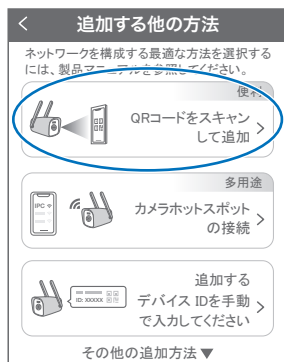 追加する他の方法
ネットワークを構成する最適な方法を選択する
には、製品マニュアルを参照してください。
便利
QRコードをスキャン
して追加
多用途
IPC
カメラホットスポット
の接続
追加する
ID: XXXXX
デバイス IDを手動
で入力してください
その他の追加方法▼